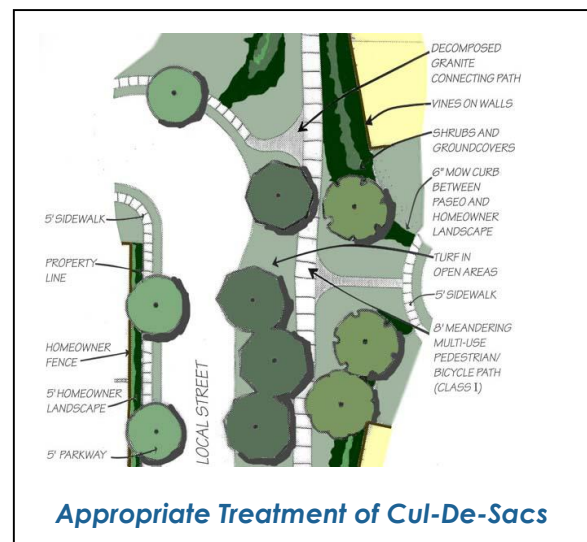 DECOMPOSED
GRANITE
CONNECTING PATH
VINES ON WALLS
SHRUBS AND
GROUNDCOVERS
6" MOW CURB
BETWEEN
PASEO AND
HOMEOWNER
LANDSCAPE
TURF IN
OPEN AREAS
5' SIDEWALK
8' MEANDERING
MULTI-USE
PEDESTRIAN/
BICYCLE PATH
(CLASS 1)
5' SIDEWALK
PROPERTY
LINE
HOMEOWNER
FENCE
5' HOMEOWNER
LANDSCAPE
5' PARKWAY
LOCAL STREET
Appropriate Treatment of Cul-De-Sacs